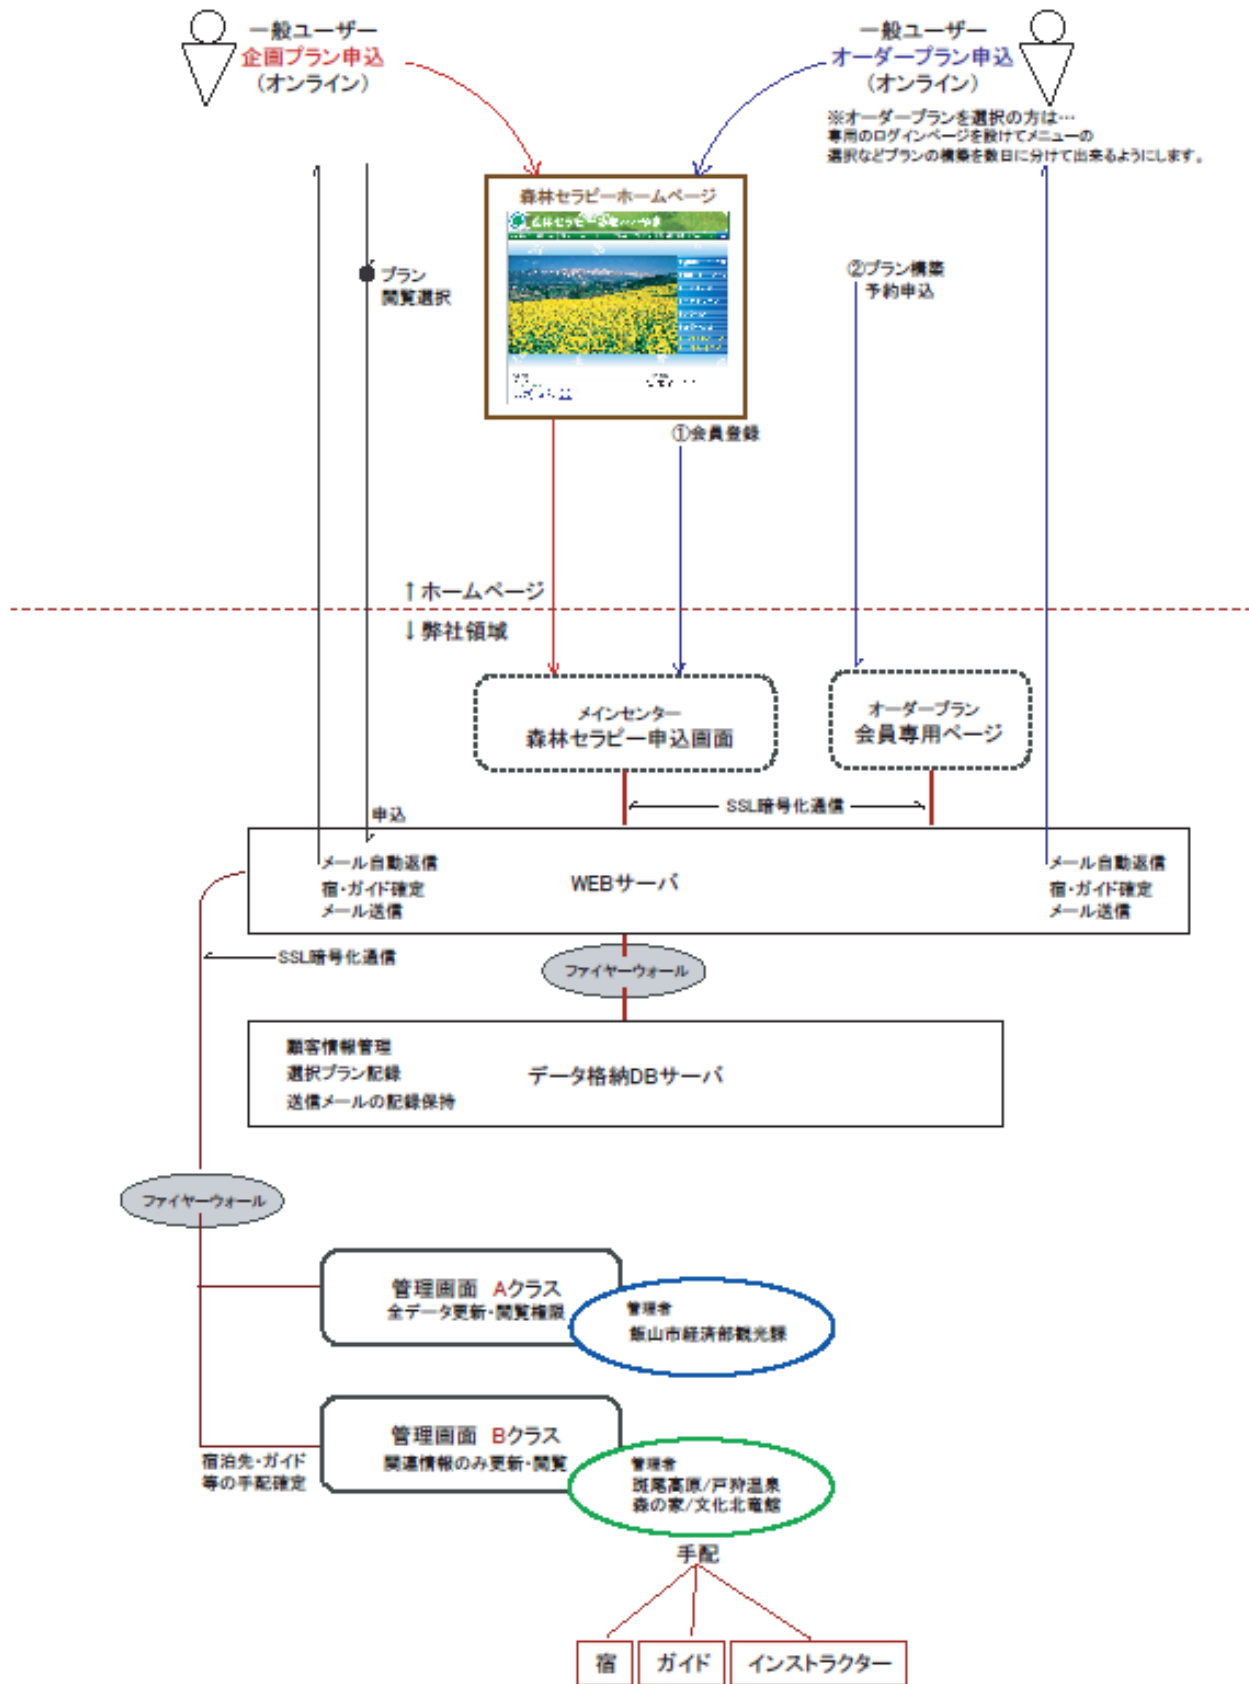 一般ユーザー
企画プラン申込
(オンライン)
一般ユーザー
オーダープラン申込
(オンライン)
※オーダープランを選択の方は…
専用のログインページを設けてメニューの
選択などプランの構築を数日に分けて出来るようにします。
森林セラピーホームページ
プラン
閲覧選択
②プラン構築
予約申込
①会員登録
↑ホームページ
↓弊社領域
メインセンター
森林セラピー申込画面
オーダープラン
会員専用ページ
SSL暗号化通信
申込
メール自動返信
宿・ガイド確定
メール送信
WEBサーバ
メール自動返信
宿・ガイド確定
メール送信
SSL暗号化通信
ファイヤーウォール
顧客情報管理
選択プラン記録
送信メールの記録保持
データ格納DBサーバ
ファイヤーウォール
管理画面 Aクラス
全データ更新・閲覧権限
管理者
飯山市経済部観光課
管理画面 Bクラス
関連情報のみ更新・閲覧
宿泊先・ガイド
等の手配確定
管理者
斑尾高原/戸狩温泉
森の家/文化北竜館
手配
宿
ガイド
インストラクター